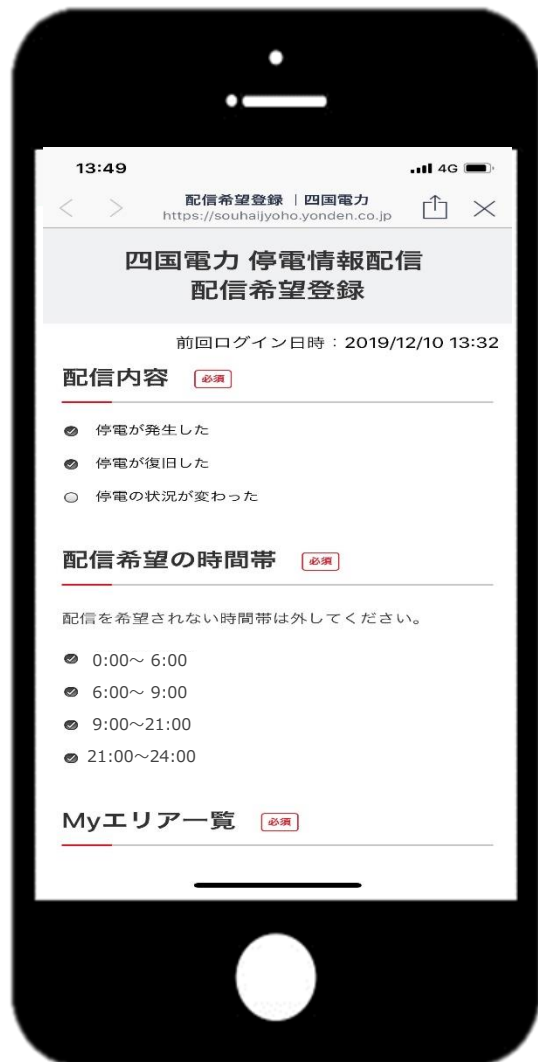 13:49 4G
配信希望登録 | 四国電力
https://souhaijyoho.yonden.co.jp
四国電力 停電情報配信
配信希望登録
前回ログイン日時：2019/12/10 13:32
配信内容 必須
停電が発生した
停電が復旧した
停電の状況が変わった
配信希望の時間帯 必須
配信を希望されない時間帯は外してください。
0:00～ 6:00
6:00～ 9:00
9:00～21:00
21:00～24:00
Myエリア一覧 必須